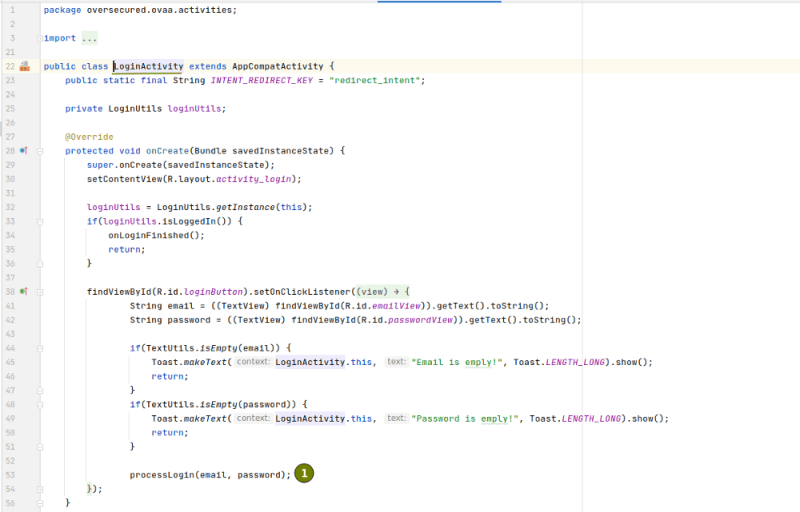 1 package oversecured.ovaa.activities;
2
3 import ...
21
22 public class LoginActivity extends AppCompatActivity {
23 public static final String INTENT_REDIRECT_KEY = "redirect_intent";
24
25 private LoginUtils loginUtils;
26
27 @Override
28 protected void onCreate(Bundle savedInstanceState) {
29 super.onCreate(savedInstanceState);
30 setContentView(R.layout.activity_login);
31
32 loginUtils = LoginUtils.getInstance(this);
33 if(loginUtils.isLoggedIn()) {
34 onLoginFinished();
35 return;
36 }
37
38 findViewById(R.id.loginButton).setOnClickListener((view) → {
41 String email = ((TextView) findViewById(R.id.emailView)).getText().toString();
42 String password = ((TextView) findViewById(R.id.passwordView)).getText().toString();
43
44 if(TextUtils.isEmpty(email)) {
45 Toast.makeText( context: LoginActivity.this, text: "Email is emply!", Toast.LENGTH_LONG).show();
46 return;
47 }
48 if(TextUtils.isEmpty(password)) {
49 Toast.makeText( context: LoginActivity.this, text: "Password is emply!", Toast.LENGTH_LONG).show();
50 return;
51 }
52
53 processLogin(email, password); 1
54 });
56 }